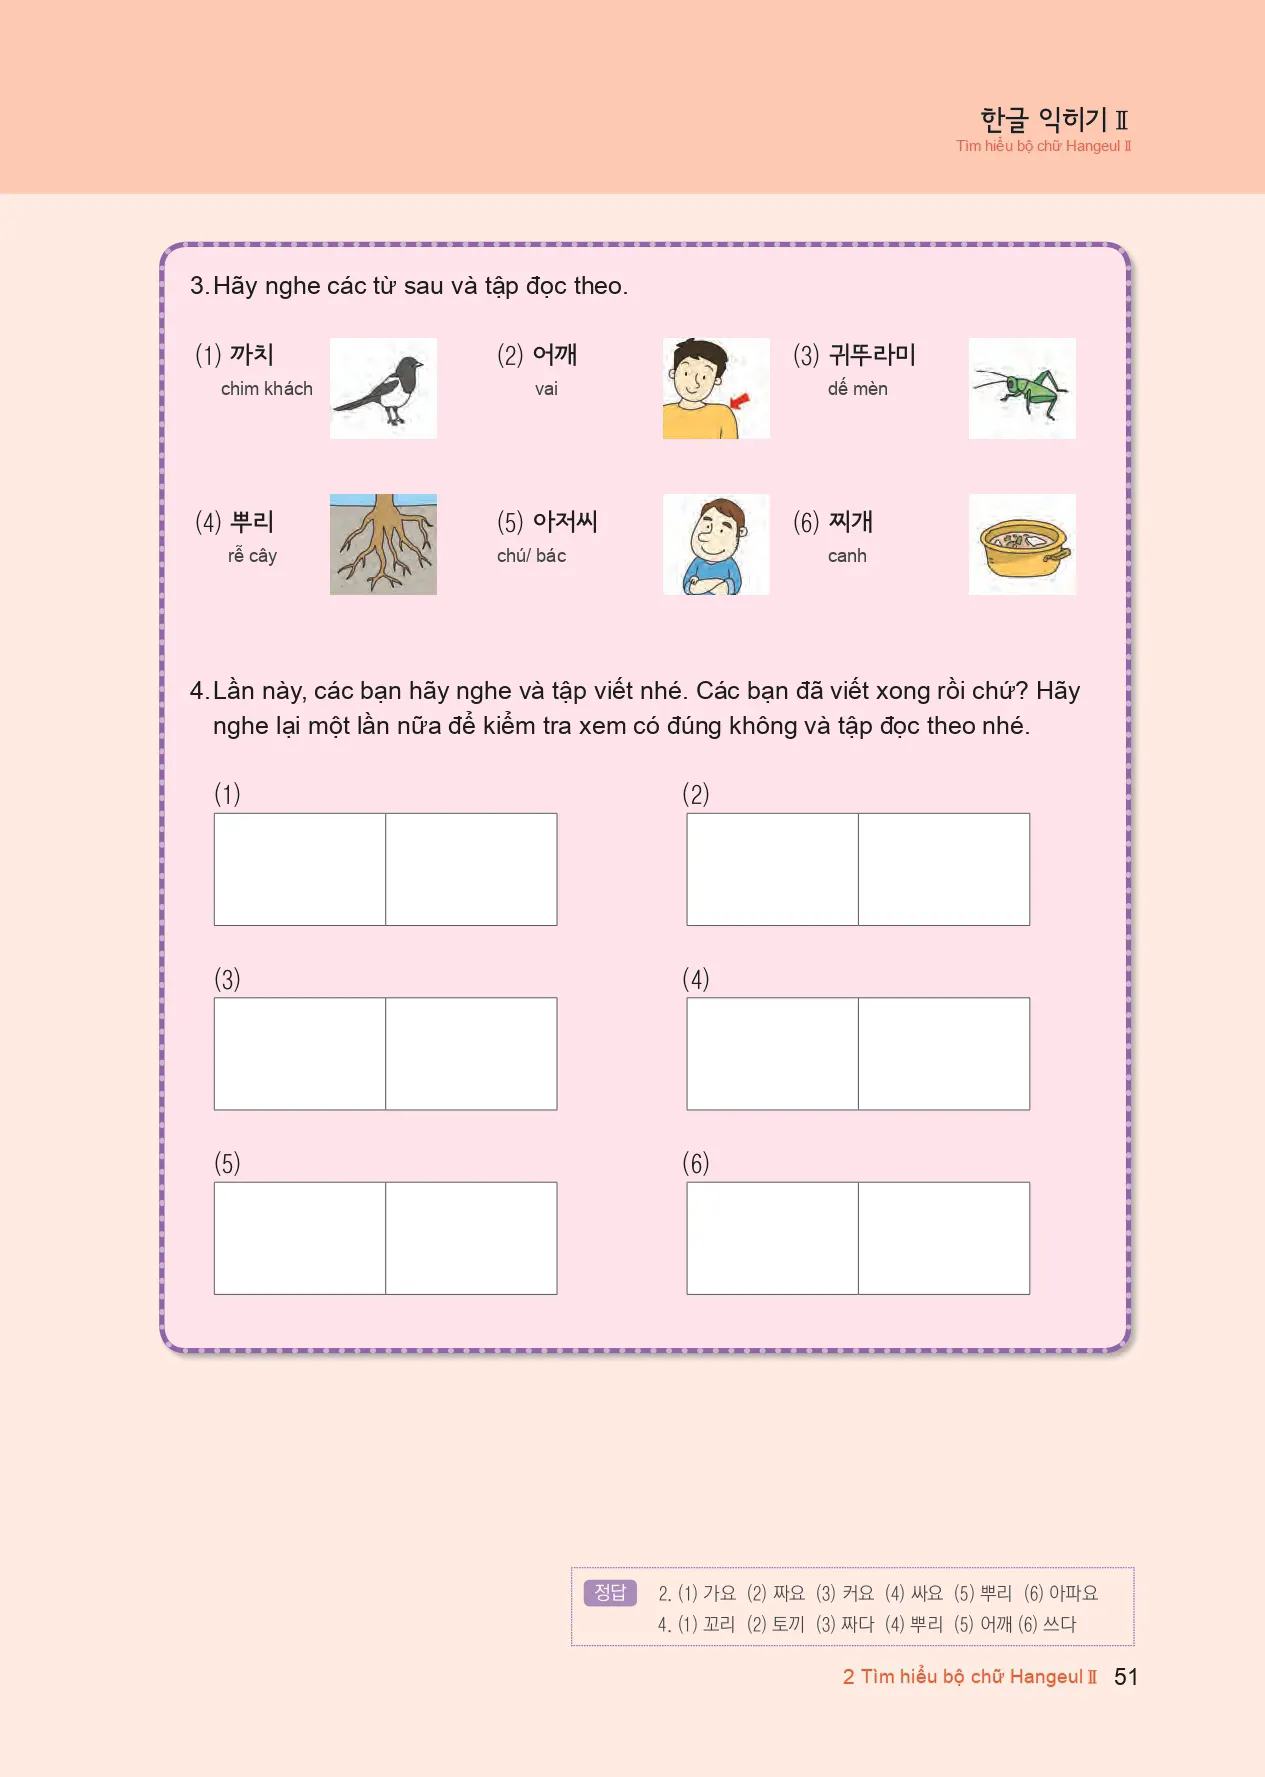 한글 익히기 Ⅱ
Tìm hiểu bộ chữ Hangeul Ⅱ
3. Hãy nghe các từ sau và tập đọc theo.
(1) 까치 (2) 어깨 (3) 귀뚜라미
chim khách vai dế mèn
(4) 뿌리 (5) 아저씨 (6) 찌개
rễ cây chú/ bác canh
4. Lần này, các bạn hãy nghe và tập viết nhé. Các bạn đã viết xong rồi chứ? Hãy
nghe lại một lần nữa để kiểm tra xem có đúng không và tập đọc theo nhé.
(1) (2)
(3) (4)
(5) (6)
정답 2. (1) 가요 (2) 짜요 (3) 커요 (4) 싸요 (5) 뿌리 (6) 아파요
4. (1) 꼬리 (2) 토끼 (3) 짜다 (4) 뿌리 (5) 어깨 (6) 쓰다
2 Tìm hiểu bộ chữ Hangeul Ⅱ 51